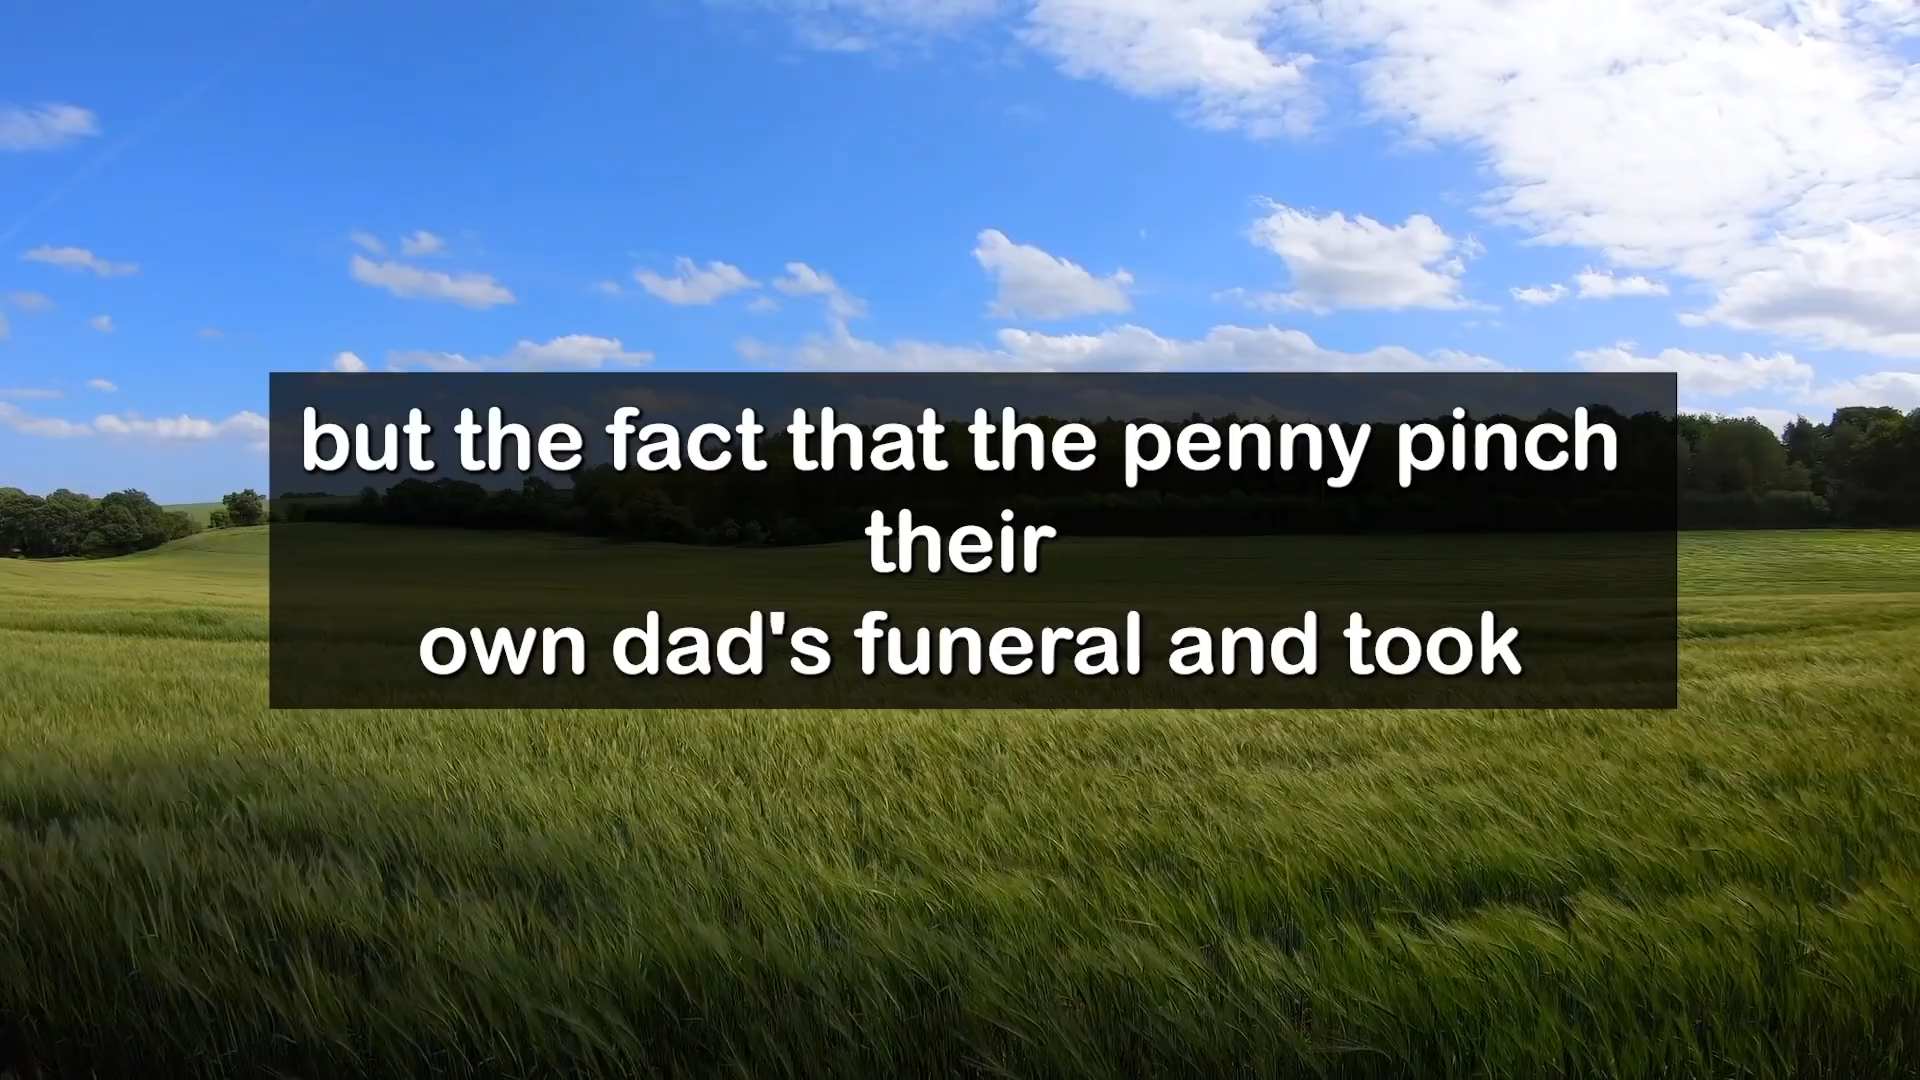 but the fact that the penny pinch
their
own dad's funeral and took